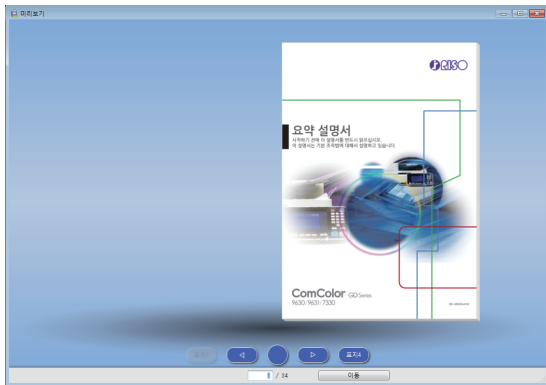 미리보기
RISO
요약 설명서
시작하기 전에 이 설명서를 반드시 읽으십시오.
이 설명서는 기본 조작법에 대해서 설명하고 있습니다.
ComColor GD Series
9630/9631/7330
표지4
/ 34
이동